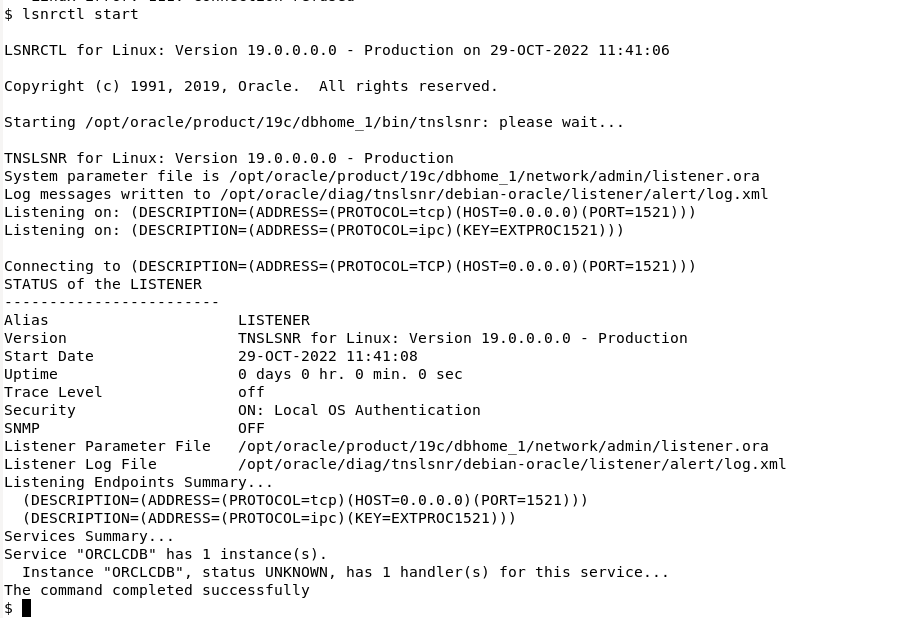 $ lsnrctl start
LSNRCTL for Linux: Version 19.0.0.0.0 - Production on 29-OCT-2022 11:41:06
Copyright (c) 1991, 2019, Oracle.  All rights reserved.
Starting /opt/oracle/product/19c/dbhome_1/bin/tnslsnr: please wait...
TNSLSNR for Linux: Version 19.0.0.0.0 - Production
System parameter file is /opt/oracle/product/19c/dbhome_1/network/admin/listener.ora
Log messages written to /opt/oracle/diag/tnslsnr/debian-oracle/listener/alert/log.xml
Listening on: (DESCRIPTION=(ADDRESS=(PROTOCOL=tcp)(HOST=0.0.0.0)(PORT=1521)))
Listening on: (DESCRIPTION=(ADDRESS=(PROTOCOL=ipc)(KEY=EXTPROC1521)))
Connecting to (DESCRIPTION=(ADDRESS=(PROTOCOL=TCP)(HOST=0.0.0.0)(PORT=1521)))
STATUS of the LISTENER
------------------------
Alias                     LISTENER
Version                   TNSLSNR for Linux: Version 19.0.0.0.0 - Production
Start Date                29-OCT-2022 11:41:08
Uptime                    0 days 0 hr. 0 min. 0 sec
Trace Level               off
Security                  ON: Local OS Authentication
SNMP                      OFF
Listener Parameter File   /opt/oracle/product/19c/dbhome_1/network/admin/listener.ora
Listener Log File         /opt/oracle/diag/tnslsnr/debian-oracle/listener/alert/log.xml
Listening Endpoints Summary...
  (DESCRIPTION=(ADDRESS=(PROTOCOL=tcp)(HOST=0.0.0.0)(PORT=1521)))
  (DESCRIPTION=(ADDRESS=(PROTOCOL=ipc)(KEY=EXTPROC1521)))
Services Summary...
Service "ORCLCDB" has 1 instance(s).
  Instance "ORCLCDB", status UNKNOWN, has 1 handler(s) for this service...
The command completed successfully
$